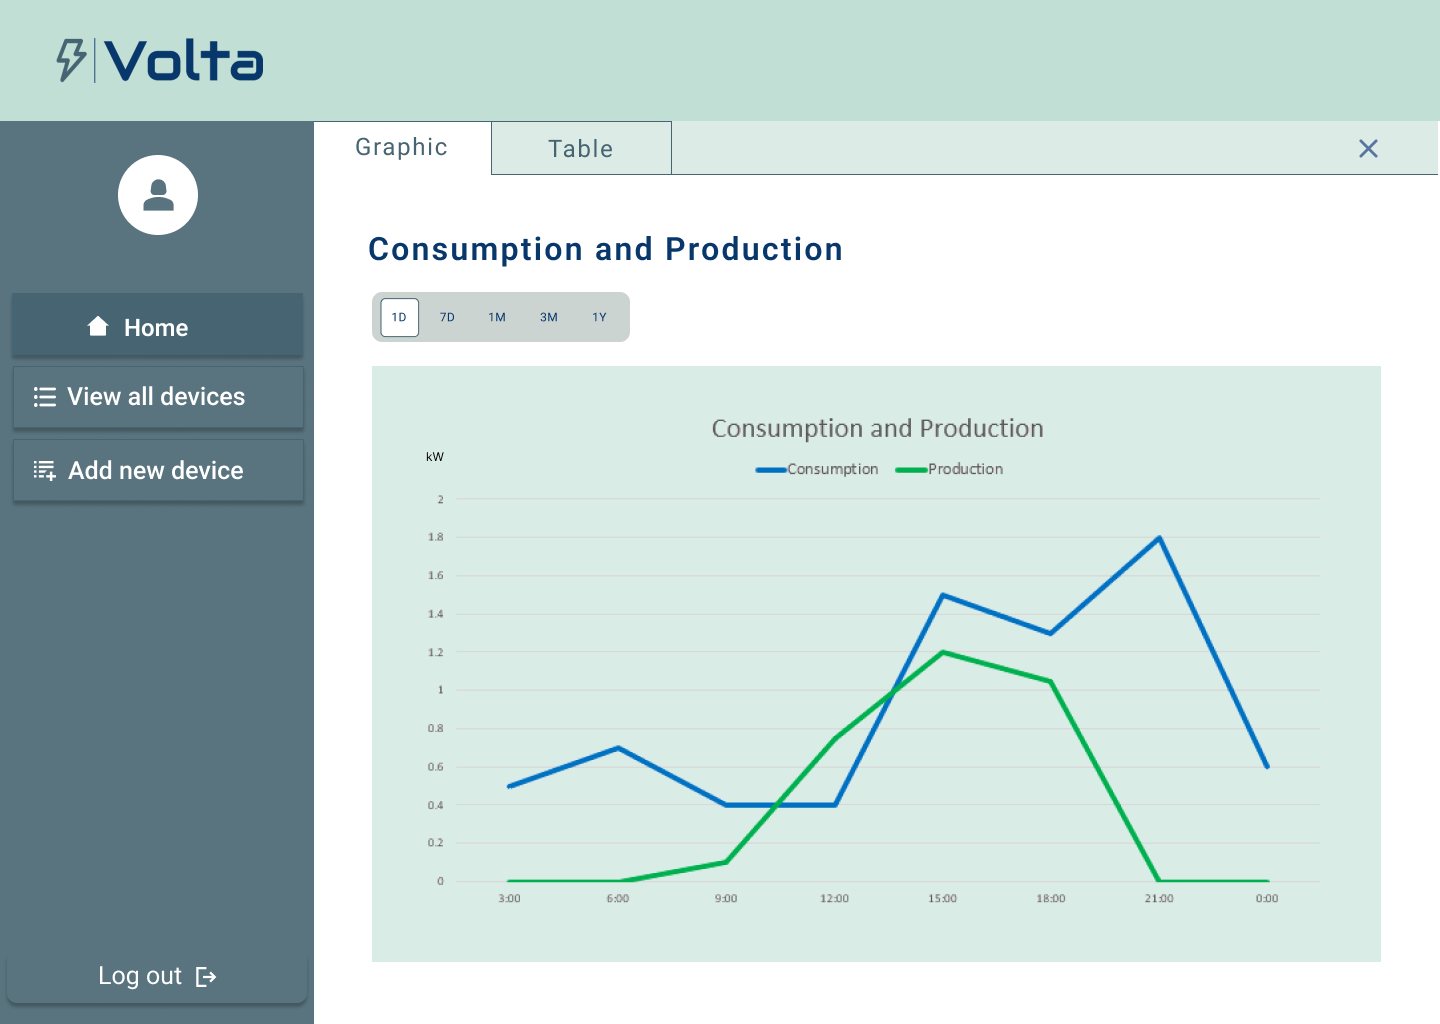 Volta
Graphic
Table
Home
View all devices
Add new device
Log out
Consumption and Production
1D 7D 1M 3M 1Y
Consumption and Production
kW
Consumption Production
2
1.8
1.6
1.4
1.2
1
0.8
0.6
0.4
0.2
0
3:00 6:00 9:00 12:00 15:00 18:00 21:00 0:00